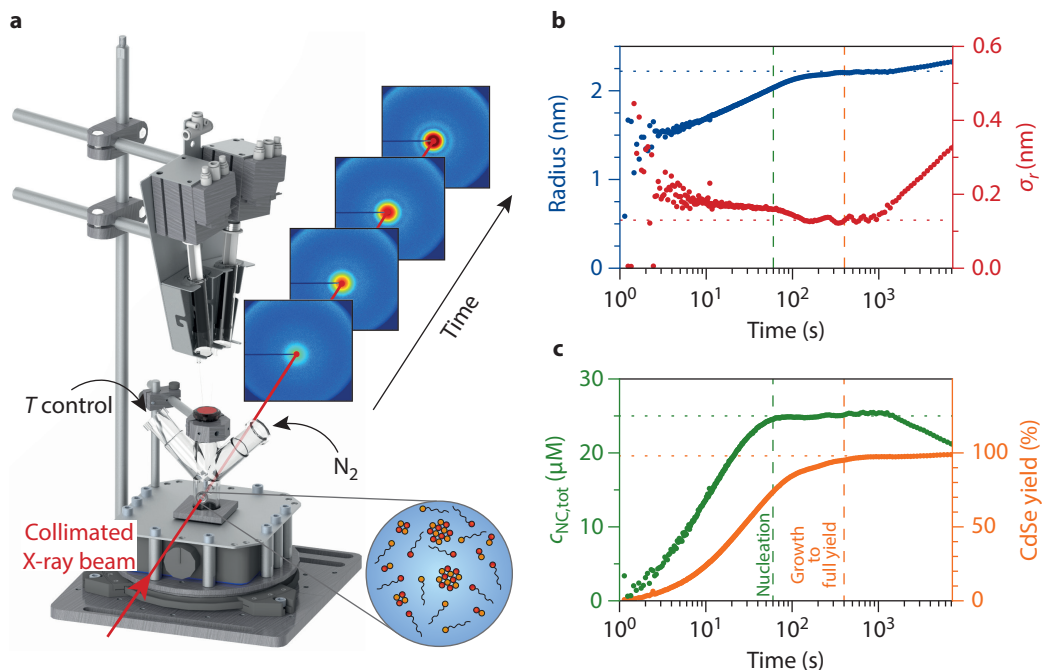 a
Time
T control
N2
Collimated
X-ray beam
b
Radius (nm)
2
1
0
0.6
0.4
0.2
0.0
σr (nm)
10^0 10^1 10^2 10^3
Time (s)
c
cNC,tot (μM)
30
20
10
0
Nucleation
Growth
to
full yield
100
50
0
CdSe yield (%)
10^0 10^1 10^2 10^3
Time (s)